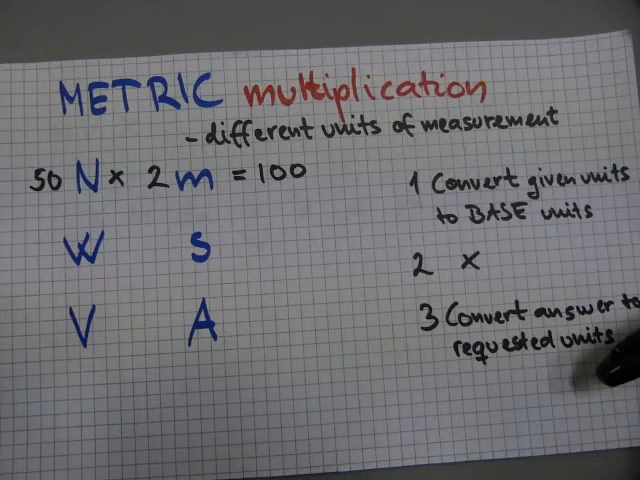 METRIC multiplication
- different units of measurement
50 N x 2 m = 100
W S
V A
1 Convert given units
to BASE units
2 x
3 Convert answer to
requested units